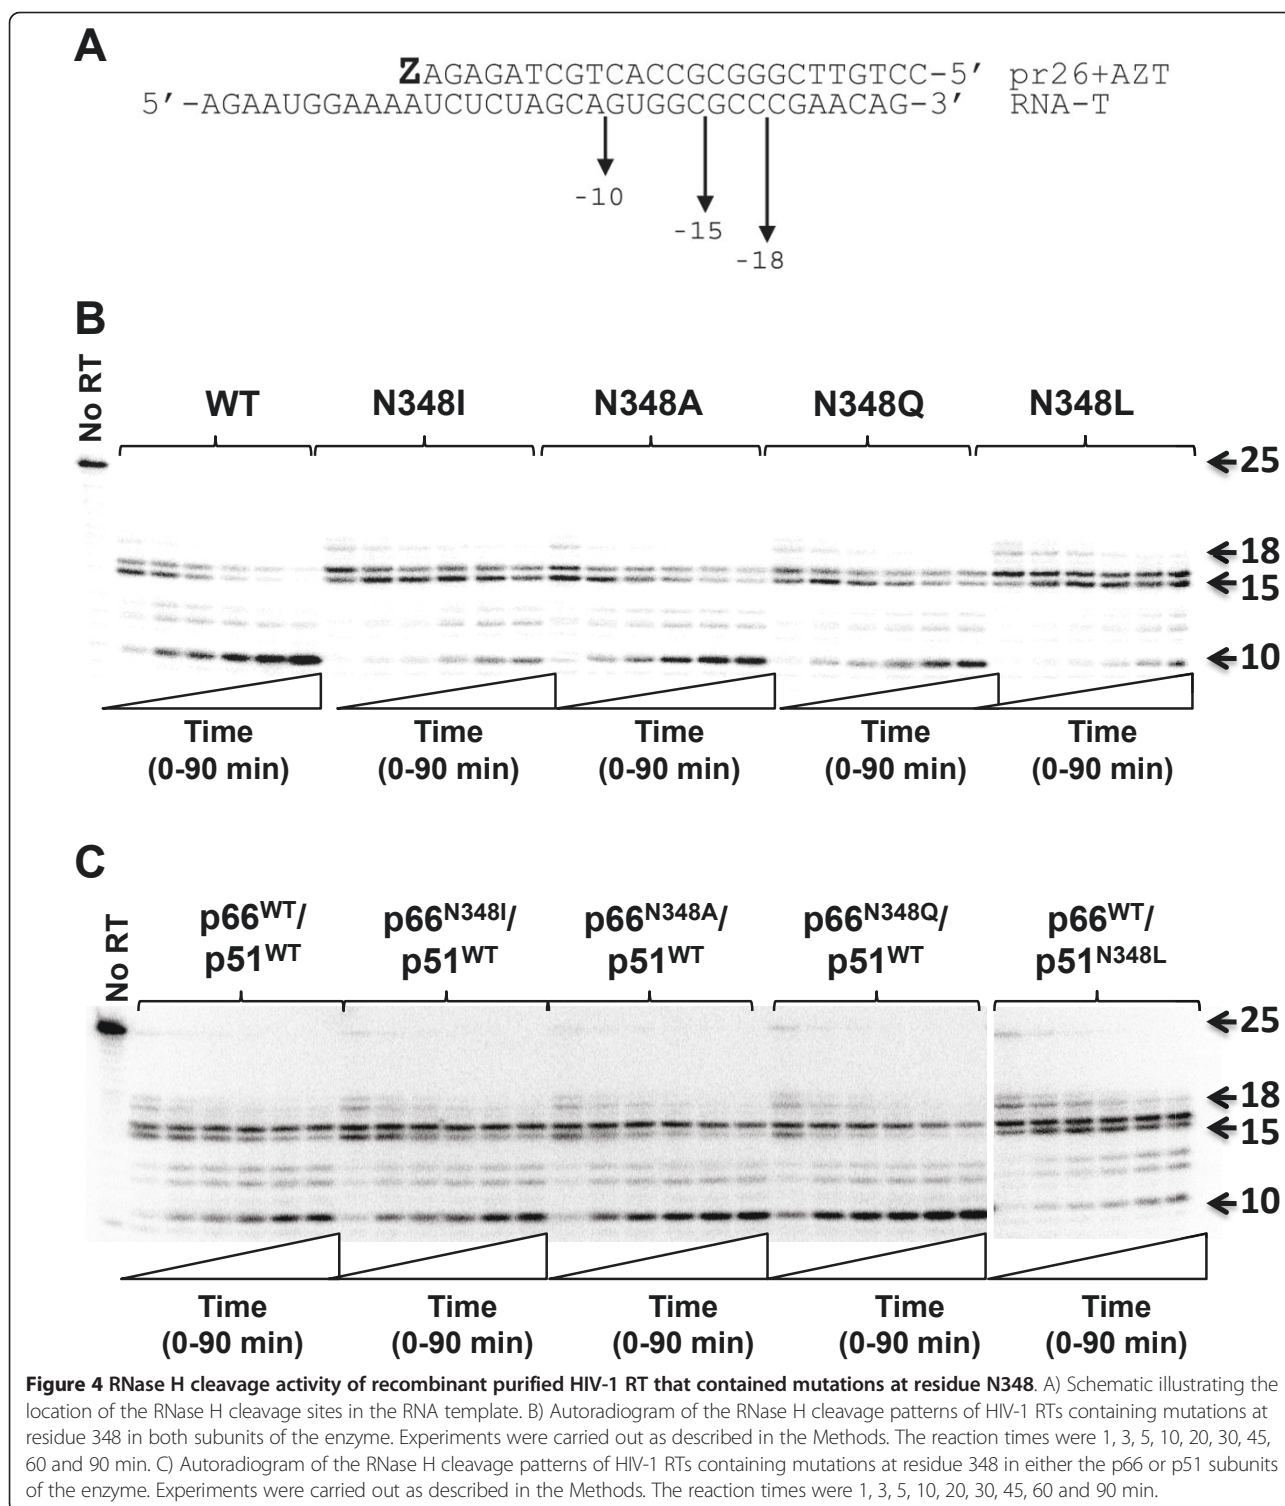 A
ZAGAGATCGTCACCGCGGGCTTGTCC-5′ pr26+AZT
5′-AGAAUGGAAAAUCUCUAGCAGUGGCGCCCGAACAG-3′ RNA-T
-10
-15
-18
B
No RT
WT N348I N348A N348Q N348L
25
18
15
10
Time Time Time Time Time
(0-90 min) (0-90 min) (0-90 min) (0-90 min) (0-90 min)
C
No RT
p66WT/ p66N348I/ p66N348A/ p66N348Q/ p66WT/
p51WT p51WT p51WT p51WT p51N348L
25
18
15
10
Time Time Time Time Time
(0-90 min) (0-90 min) (0-90 min) (0-90 min) (0-90 min)
Figure 4 RNase H cleavage activity of recombinant purified HIV-1 RT that contained mutations at residue N348. A) Schematic illustrating the
location of the RNase H cleavage sites in the RNA template. B) Autoradiogram of the RNase H cleavage patterns of HIV-1 RTs containing mutations at
residue 348 in both subunits of the enzyme. Experiments were carried out as described in the Methods. The reaction times were 1, 3, 5, 10, 20, 30, 45,
60 and 90 min. C) Autoradiogram of the RNase H cleavage patterns of HIV-1 RTs containing mutations at residue 348 in either the p66 or p51 subunits
of the enzyme. Experiments were carried out as described in the Methods. The reaction times were 1, 3, 5, 10, 20, 30, 45, 60 and 90 min.